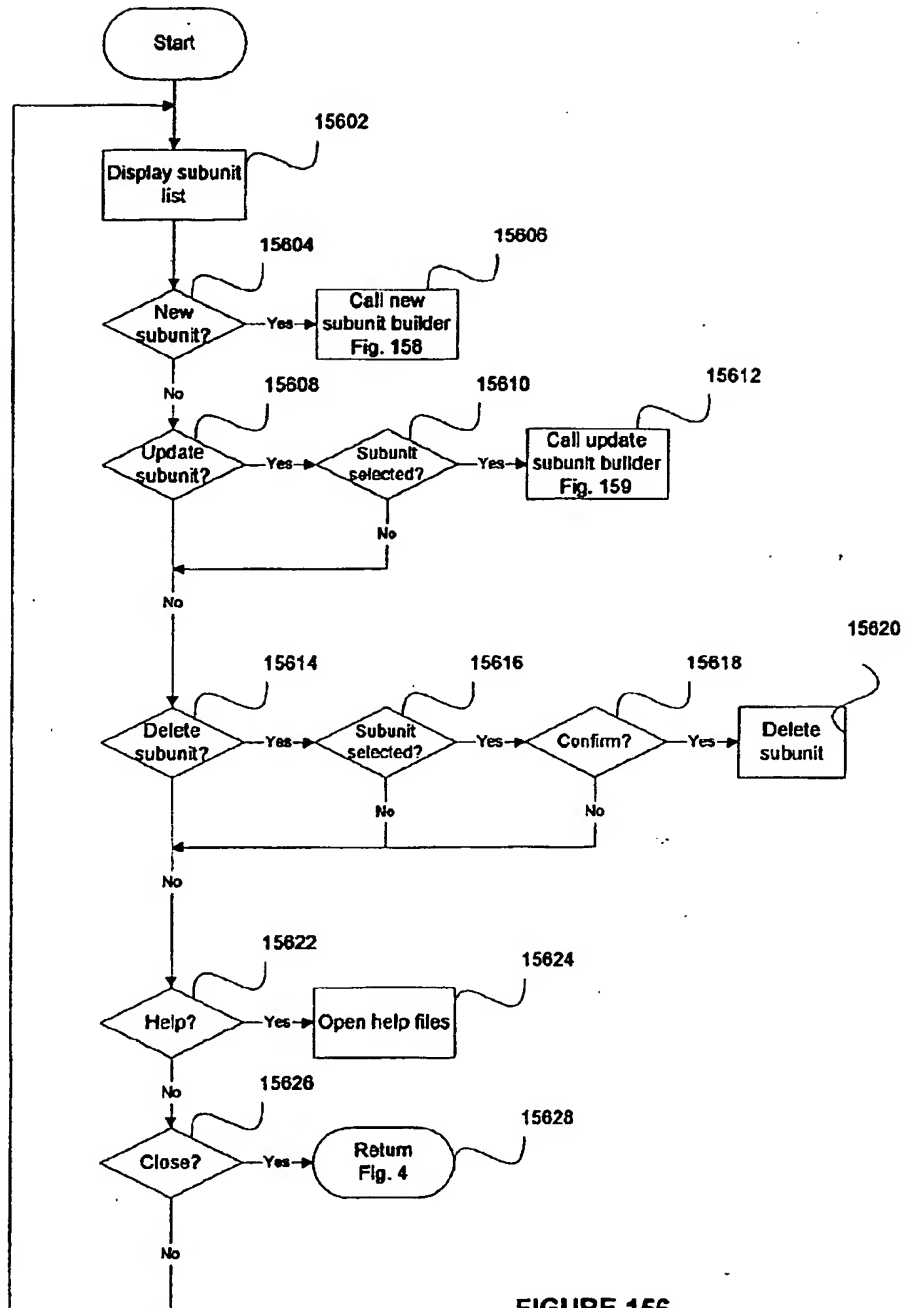 Start
15602
Display subunit
list
15604
15606
New
subunit?
Yes
Call new
subunit builder
Fig. 158
No
15608
15610
15612
Update
subunit?
Yes
Subunit
selected?
Yes
Call update
subunit builder
Fig. 159
No
No
15614
15616
15618
15620
Delete
subunit?
Yes
Subunit
selected?
Yes
Confirm?
Yes
Delete
subunit
No
No
No
15622
15624
Help?
Yes
Open help files
No
15626
15628
Close?
Yes
Return
Fig. 4
No
FIGURE 156